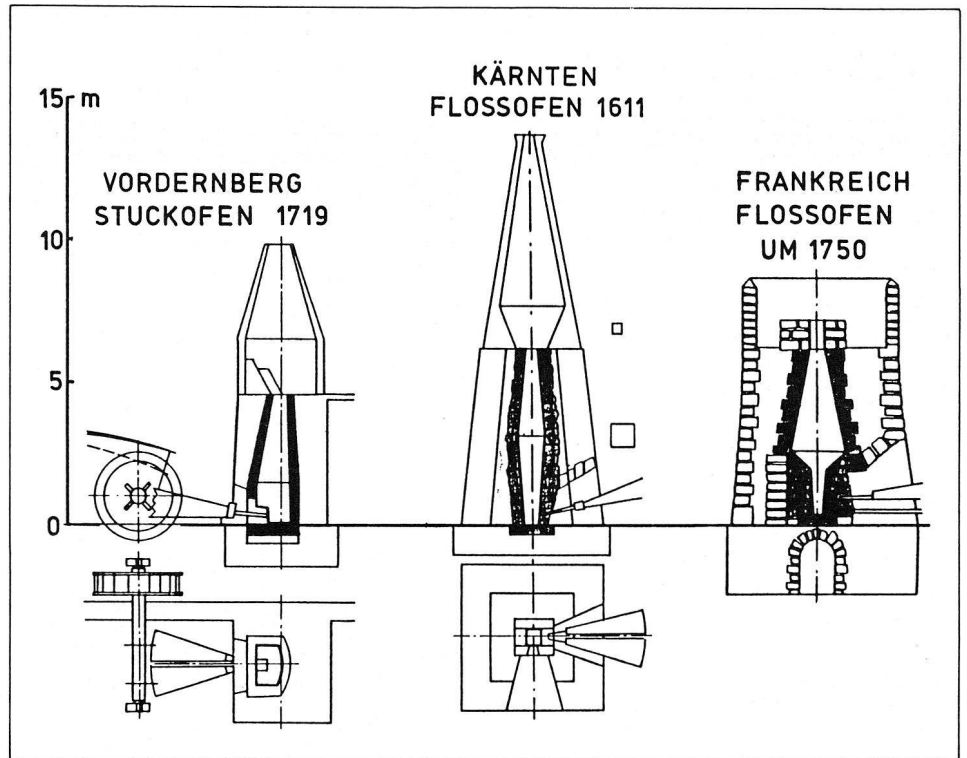 KÄRNTEN
FLOSSOFEN 1611
15 m
VORDERNBERG
STUCKOFEN 1719
FRANKREICH
FLOSSOFEN
UM 1750
10
5
0